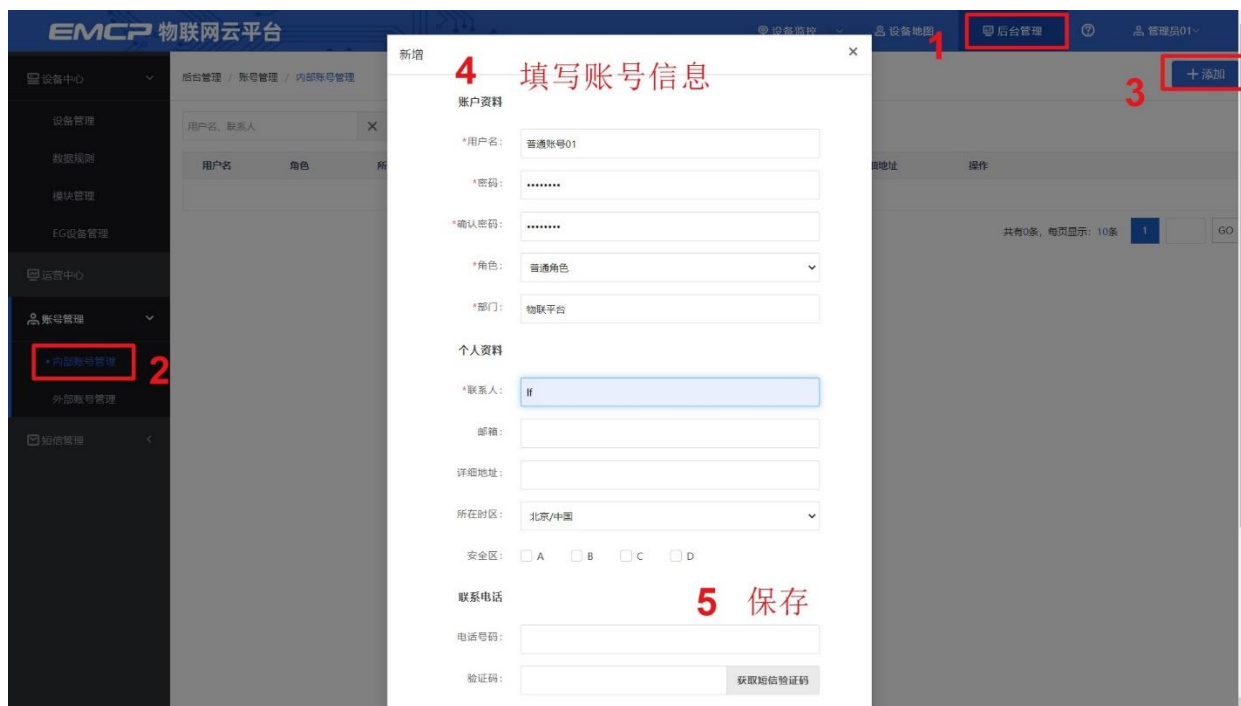 EMCP 物联网云平台
设备监控
设备地图
1
后台管理
管理员01
设备中心
后台管理 / 账号管理 / 内部账号管理
新增
×
4 填写账号信息
3
+添加
账户资料
设备管理
用户名、联系人
×
*用户名：
普通账号01
数据规则
用户名
角色
所
细地址
操作
*密码：
........
模块管理
*确认密码：
........
EG设备管理
共有0条，每页显示：10条
1
GO
*角色：
普通角色
运营中心
*部门：
物联平台
账号管理
个人资料
内部账号管理
2
*联系人：
lf
外部账号管理
邮箱：
短信管理
详细地址：
所在时区：
北京/中国
安全区：
A
B
C
D
联系电话
5 保存
电话号码：
验证码：
获取短信验证码